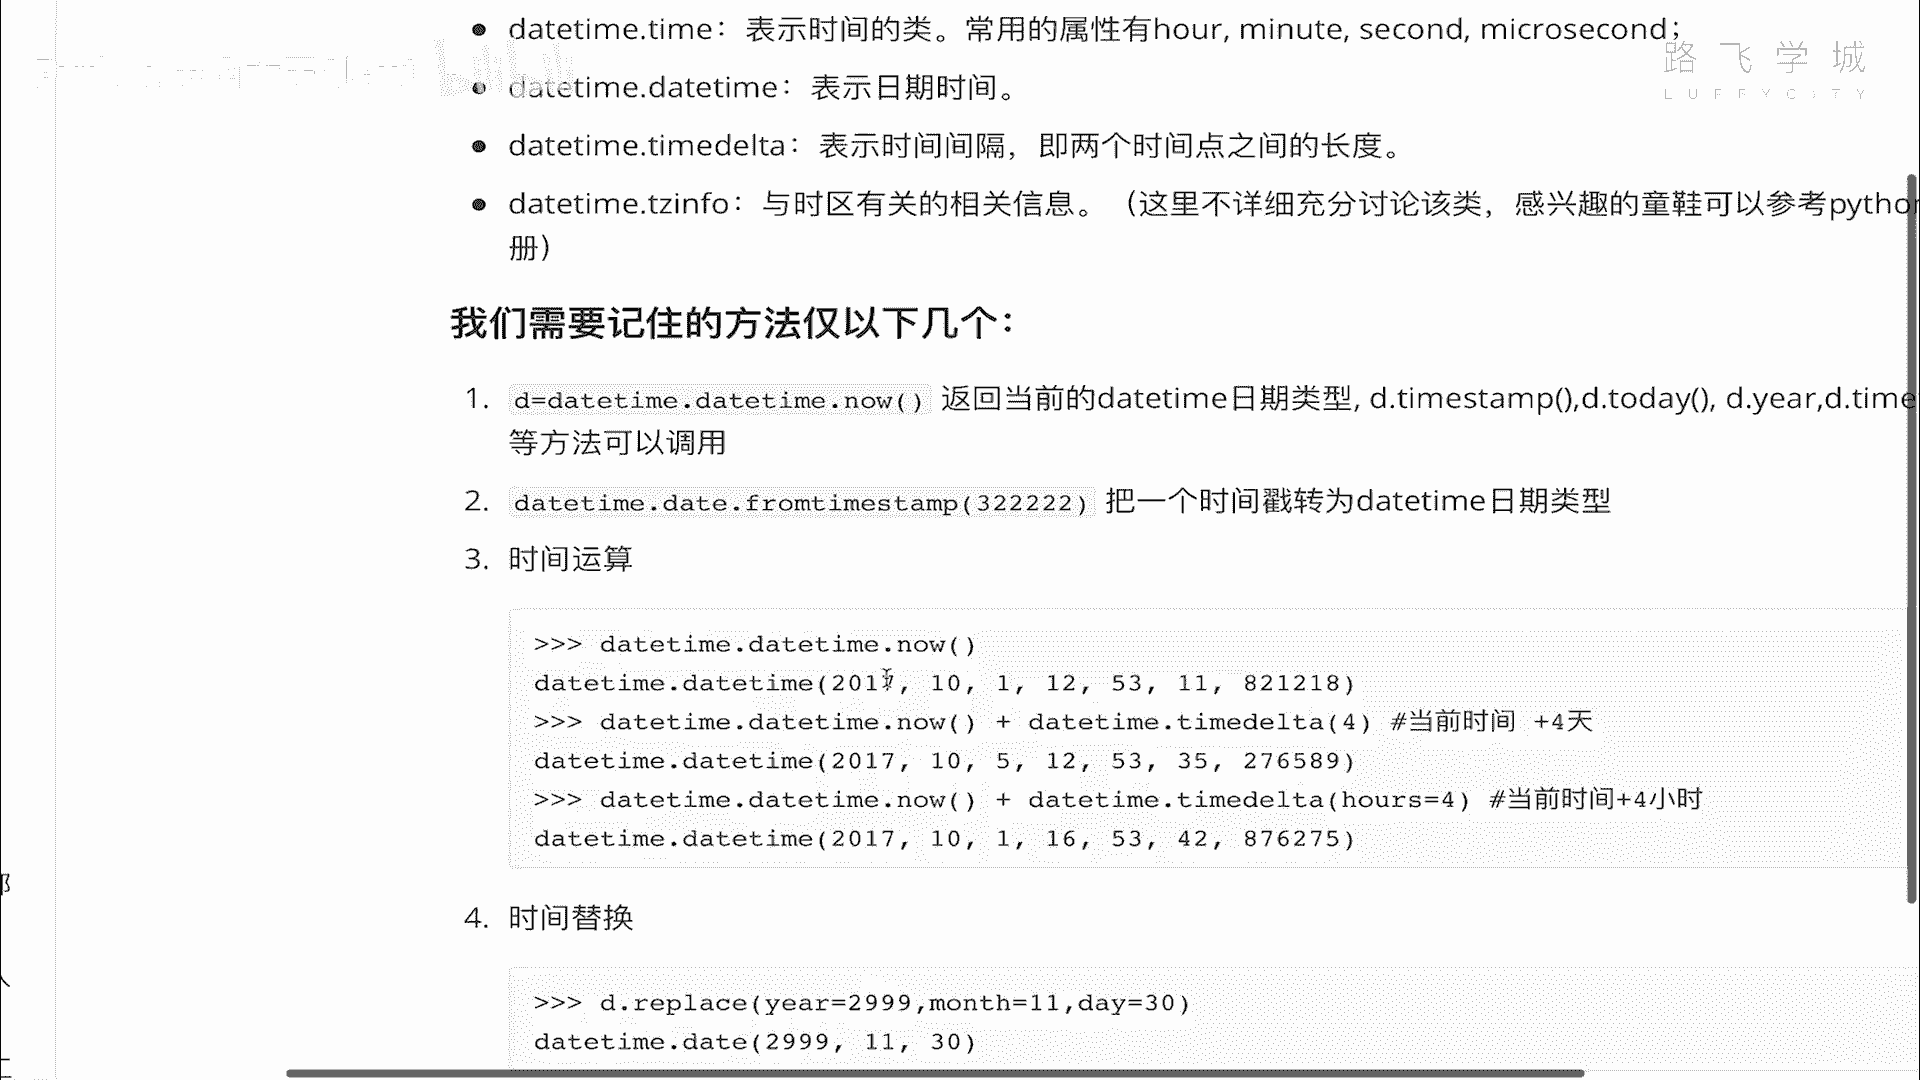 datetime.time：表示时间的类。常用的属性有hour, minute, second, microsecond；
路飞学城
LUFFYCITY
datetime.datetime：表示日期时间。
datetime.timedelta：表示时间间隔，即两个时间点之间的长度。
datetime.tzinfo：与时区有关的相关信息。（这里不详细充分讨论该类，感兴趣的童鞋可以参考pytho
册）
我们需要记住的方法仅以下几个：
1. d=datetime.datetime.now() 返回当前的datetime日期类型, d.timestamp(),d.today(), d.year,d.time
等方法可以调用
2. datetime.date.fromtimestamp(322222) 把一个时间戳转为datetime日期类型
3. 时间运算
>>> datetime.datetime.now()
datetime.datetime(2017, 10, 1, 12, 53, 11, 821218)
>>> datetime.datetime.now() + datetime.timedelta(4) #当前时间 +4天
datetime.datetime(2017, 10, 5, 12, 53, 35, 276589)
>>> datetime.datetime.now() + datetime.timedelta(hours=4) #当前时间+4小时
datetime.datetime(2017, 10, 1, 16, 53, 42, 876275)
4. 时间替换
>>> d.replace(year=2999,month=11,day=30)
datetime.date(2999, 11, 30)